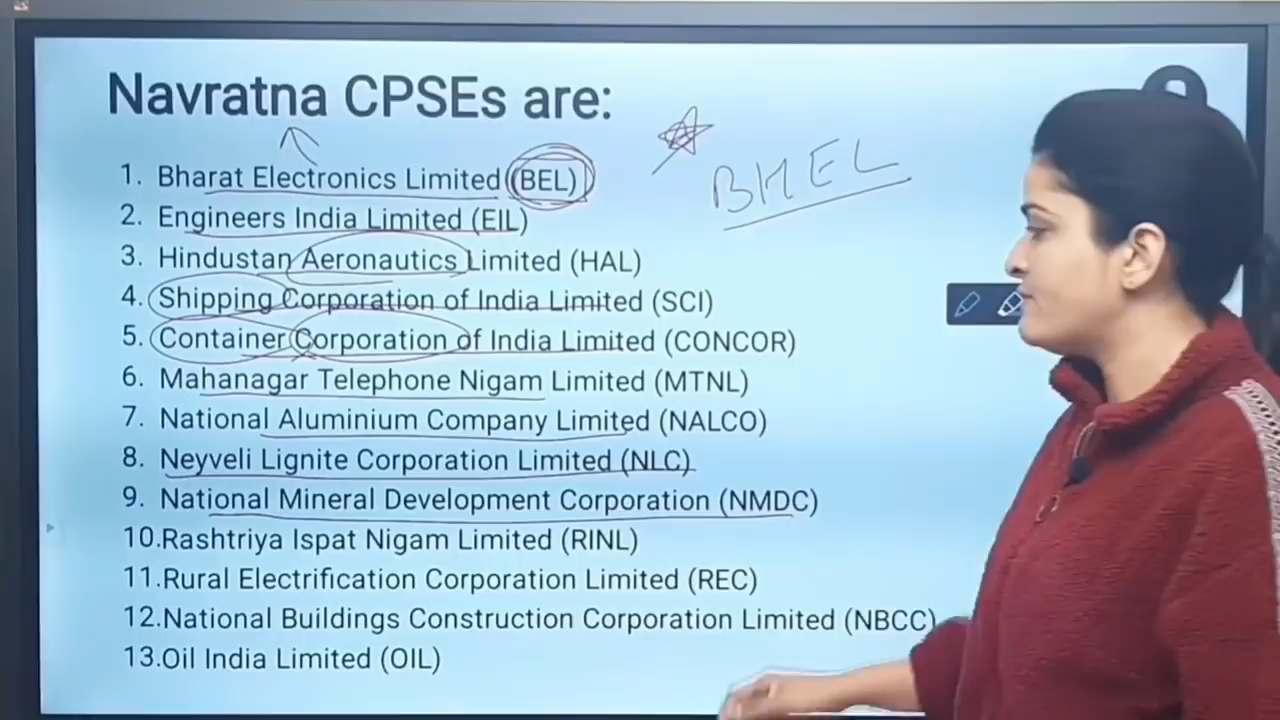 Navratna CPSEs are:
1. Bharat Electronics Limited (BEL)
BHEL
2. Engineers India Limited (EIL)
3. Hindustan Aeronautics Limited (HAL)
4. Shipping Corporation of India Limited (SCI)
5. Container Corporation of India Limited (CONCOR)
6. Mahanagar Telephone Nigam Limited (MTNL)
7. National Aluminium Company Limited (NALCO)
8. Neyveli Lignite Corporation Limited (NLC)
9. National Mineral Development Corporation (NMDC)
10.Rashtriya Ispat Nigam Limited (RINL)
11.Rural Electrification Corporation Limited (REC)
12.National Buildings Construction Corporation Limited (NBCC)
13.Oil India Limited (OIL)